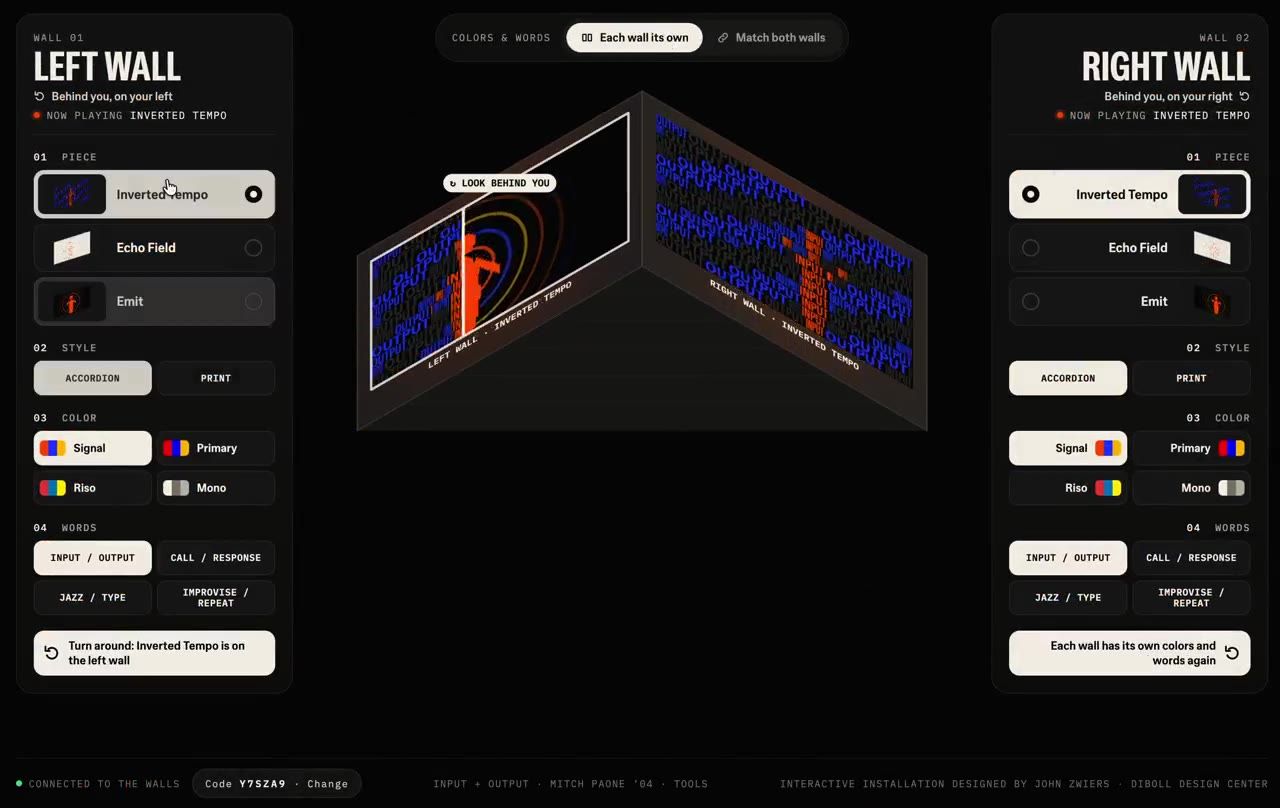 WALL 01
LEFT WALL
Behind you, on your left
NOW PLAYING INVERTED TEMPO
01 PIECE
Inverted Tempo
Echo Field
Emit
02 STYLE
ACCORDION
PRINT
03 COLOR
Signal
Primary
Riso
Mono
04 WORDS
INPUT / OUTPUT
CALL / RESPONSE
JAZZ / TYPE
IMPROVISE /
REPEAT
Turn around: Inverted Tempo is on
the left wall
COLORS & WORDS
Each wall its own
Match both walls
LOOK BEHIND YOU
LEFT WALL · INVERTED TEMPO
RIGHT WALL · INVERTED TEMPO
WALL 02
RIGHT WALL
Behind you, on your right
NOW PLAYING INVERTED TEMPO
01 PIECE
Inverted Tempo
Echo Field
Emit
02 STYLE
ACCORDION
PRINT
03 COLOR
Signal
Primary
Riso
Mono
04 WORDS
INPUT / OUTPUT
CALL / RESPONSE
JAZZ / TYPE
IMPROVISE /
REPEAT
Each wall has its own colors and
words again
CONNECTED TO THE WALLS
Code Y7SZA9 · Change
INPUT + OUTPUT · MITCH PAONE '04 · TOOLS
INTERACTIVE INSTALLATION DESIGNED BY JOHN ZWIERS · DIBOLL DESIGN CENTER